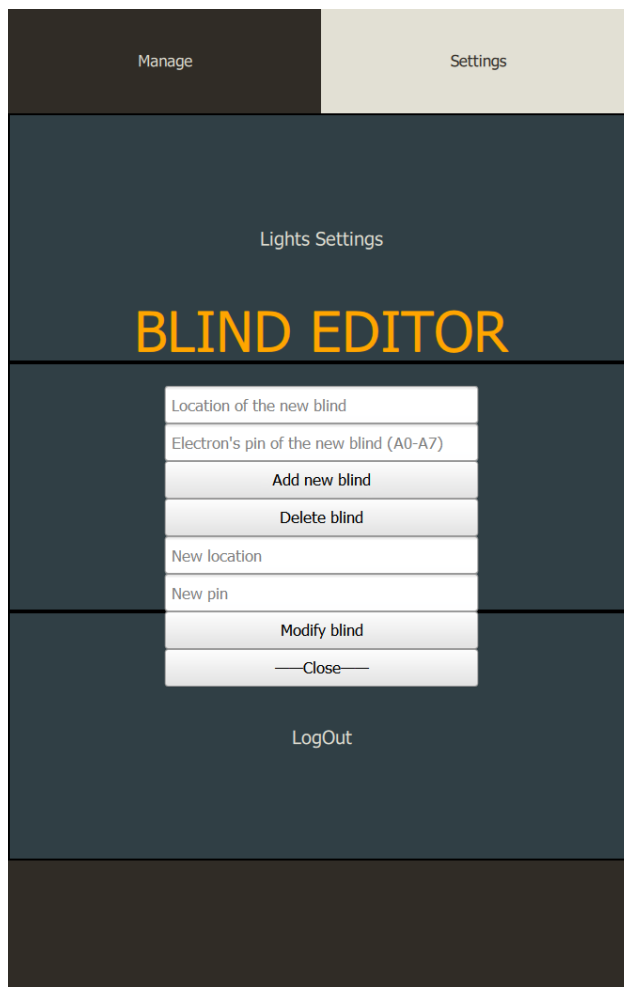 Manage
Settings
Lights Settings
BLIND EDITOR
Location of the new blind
Electron's pin of the new blind (A0-A7)
Add new blind
Delete blind
New location
New pin
Modify blind
-----Close-----
LogOut